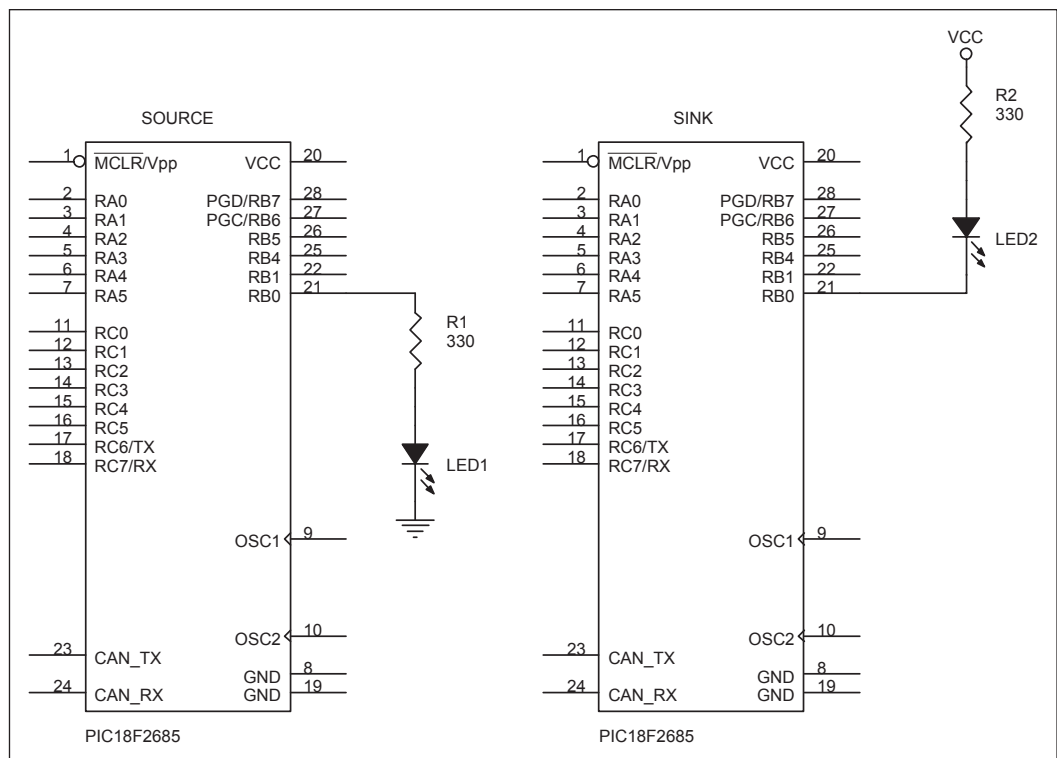 SOURCE
1 MCLR/Vpp VCC 20
2 RA0 PGD/RB7 28
3 RA1 PGC/RB6 27
4 RA2 RB5 26
5 RA3 RB4 25
6 RA4 RB1 22
7 RA5 RB0 21
11 RC0
12 RC1
13 RC2
14 RC3
15 RC4
16 RC5
17 RC6/TX
18 RC7/RX
OSC1 9
OSC2 10
23 CAN_TX
GND 8
24 CAN_RX GND 19
PIC18F2685
R1
330
LED1
SINK
1 MCLR/Vpp VCC 20
2 RA0 PGD/RB7 28
3 RA1 PGC/RB6 27
4 RA2 RB5 26
5 RA3 RB4 25
6 RA4 RB1 22
7 RA5 RB0 21
11 RC0
12 RC1
13 RC2
14 RC3
15 RC4
16 RC5
17 RC6/TX
18 RC7/RX
OSC1 9
OSC2 10
23 CAN_TX
GND 8
24 CAN_RX GND 19
PIC18F2685
VCC
R2
330
LED2